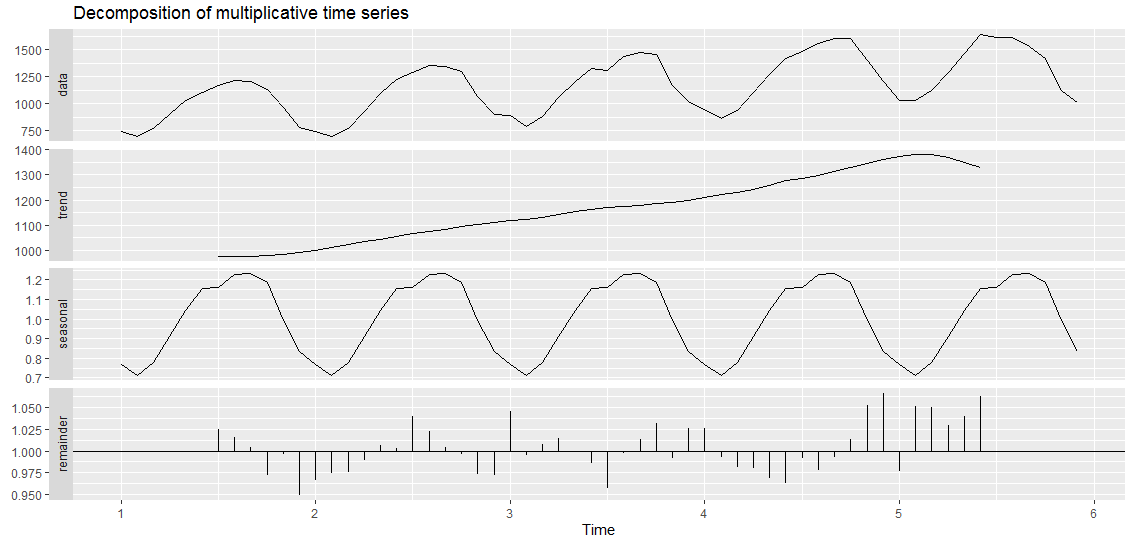 Decomposition of multiplicative time series
1500
1250
1000
750
data
1400
1300
1200
1100
1000
trend
1.2
1.1
1.0
0.9
0.8
0.7
seasonal
1.050
1.025
1.000
0.975
0.950
remainder
1 2 3 4 5 6
Time